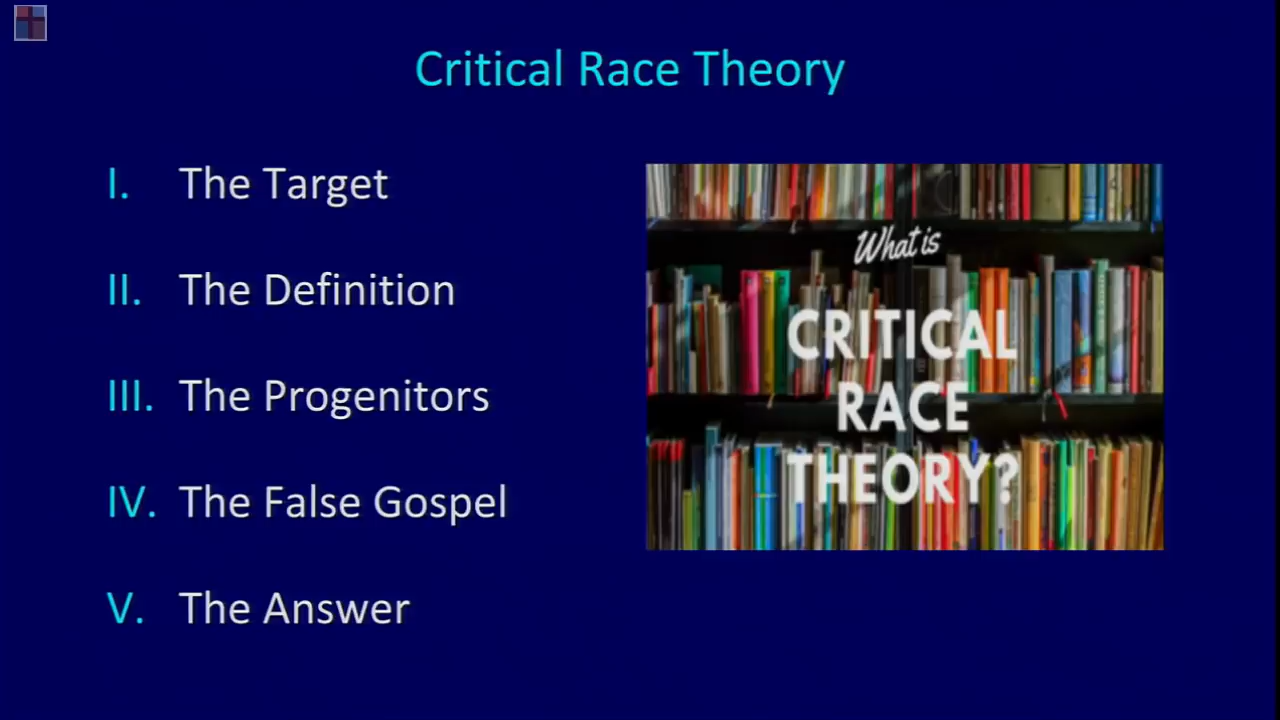 Critical Race Theory
I. The Target
II. The Definition
III. The Progenitors
IV. The False Gospel
V. The Answer
What is
CRITICAL
RACE
THEORY?